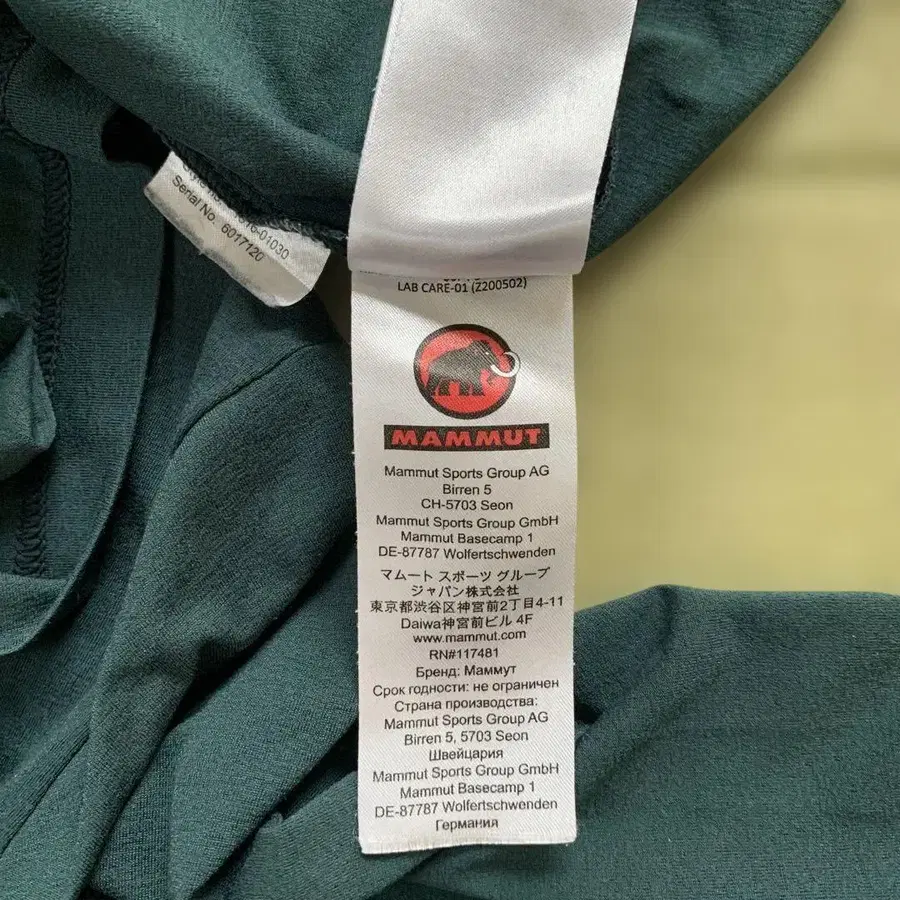 Serial No. 6017120
LAB CARE-01 (Z200502)
MAMMUT
Mammut Sports Group AG
Birren 5
CH-5703 Seon
Mammut Sports Group GmbH
Mammut Basecamp 1
DE-87787 Wolfertschwenden
マムート スポーツ グループ
ジャパン株式会社
東京都渋谷区神宮前2丁目4-11
Daiwa神宮前ビル 4F
www.mammut.com
RN#117481
Бренд: Маммут
Срок годности: не ограничен
Страна производства:
Mammut Sports Group AG
Birren 5, 5703 Seon
Швейцария
Mammut Sports Group GmbH
Mammut Basecamp 1
DE-87787 Wolfertschwenden
Германия